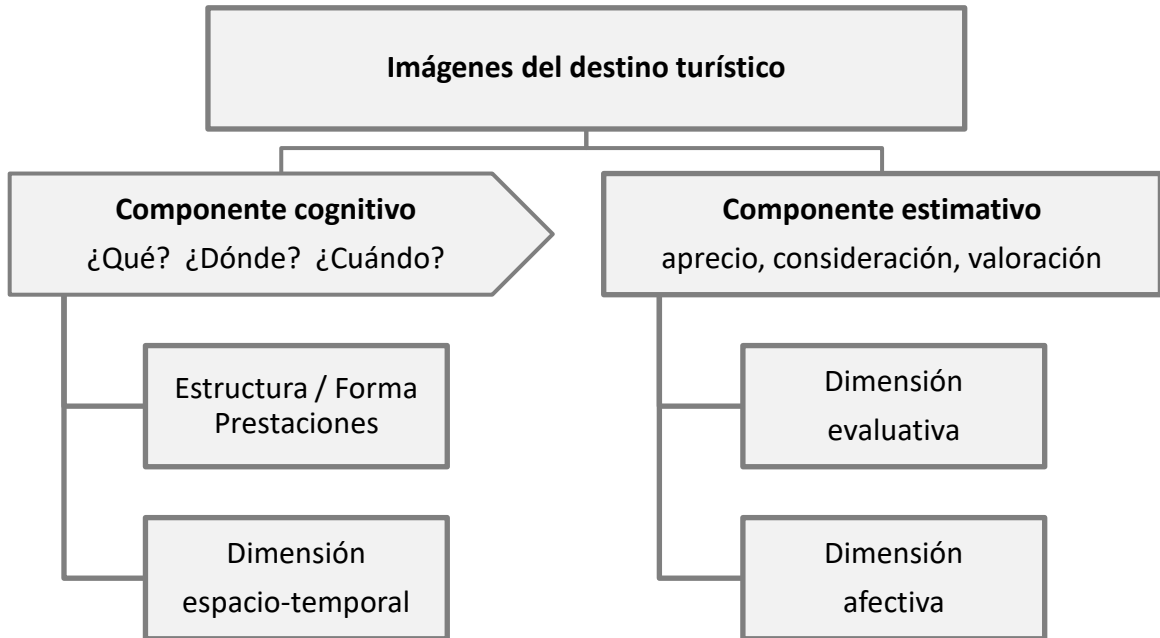 Imágenes del destino turístico
Componente cognitivo
¿Qué? ¿Dónde? ¿Cuándo?
Estructura / Forma
Prestaciones
Dimensión
espacio-temporal
Componente estimativo
aprecio, consideración, valoración
Dimensión
evaluativa
Dimensión
afectiva